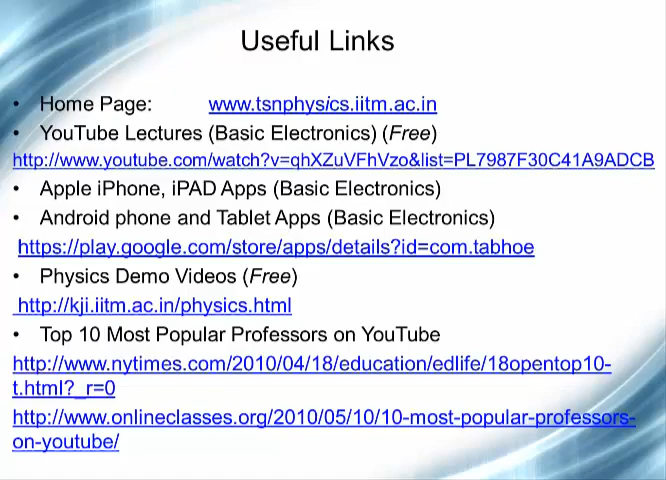 Useful Links
• Home Page: www.tsnphysics.iitm.ac.in
• YouTube Lectures (Basic Electronics) (Free)
http://www.youtube.com/watch?v=qhXZuVFhVzo&list=PL7987F30C41A9ADCB
• Apple iPhone, iPAD Apps (Basic Electronics)
• Android phone and Tablet Apps (Basic Electronics)
https://play.google.com/store/apps/details?id=com.tabhoe
• Physics Demo Videos (Free)
http://kji.iitm.ac.in/physics.html
• Top 10 Most Popular Professors on YouTube
http://www.nytimes.com/2010/04/18/education/edlife/18opentop10-
t.html?_r=0
http://www.onlineclasses.org/2010/05/10/10-most-popular-professors-
on-youtube/